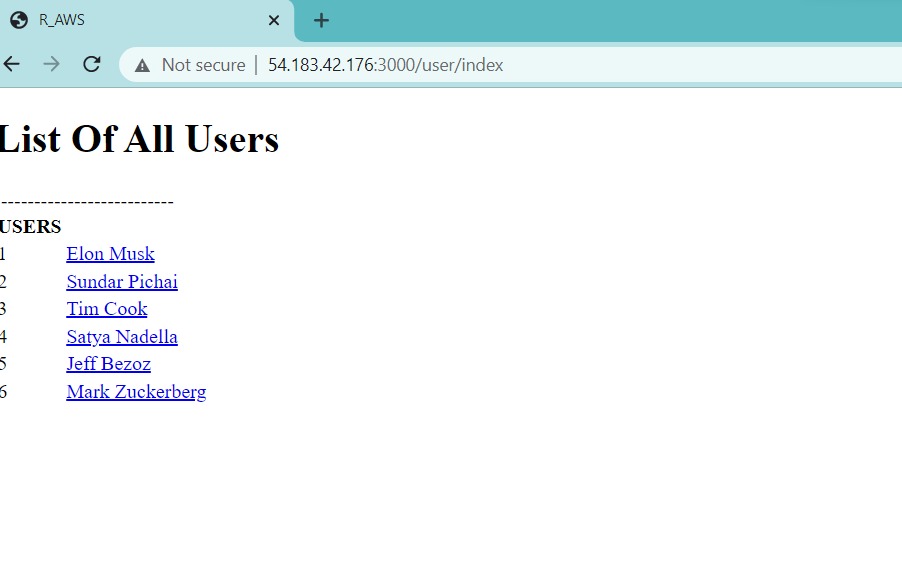 R_AWS
Not secure | 54.183.42.176:3000/user/index
List Of All Users
--------------------------
USERS
1 Elon Musk
2 Sundar Pichai
3 Tim Cook
4 Satya Nadella
5 Jeff Bezoz
6 Mark Zuckerberg